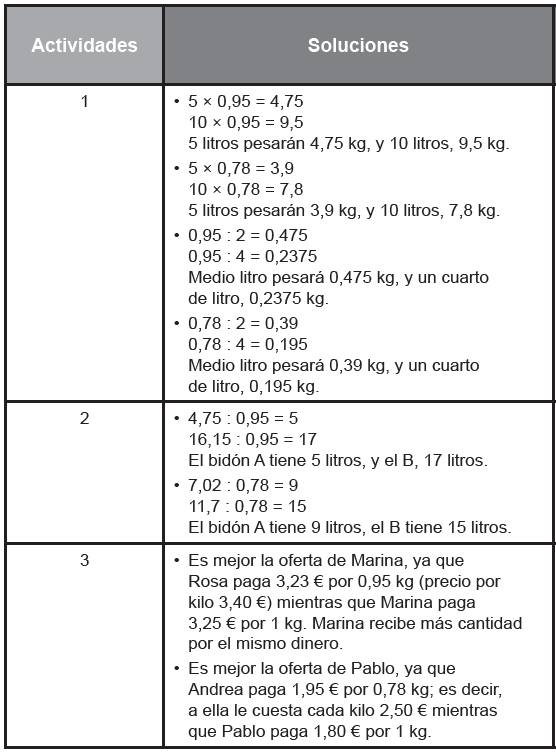 Actividades
Soluciones
1
• 5 × 0,95 = 4,75
10 × 0,95 = 9,5
5 litros pesarán 4,75 kg, y 10 litros, 9,5 kg.
• 5 × 0,78 = 3,9
10 × 0,78 = 7,8
5 litros pesarán 3,9 kg, y 10 litros, 7,8 kg.
• 0,95 : 2 = 0,475
0,95 : 4 = 0,2375
Medio litro pesará 0,475 kg, y un cuarto
de litro, 0,2375 kg.
• 0,78 : 2 = 0,39
0,78 : 4 = 0,195
Medio litro pesará 0,39 kg, y un cuarto
de litro, 0,195 kg.
2
• 4,75 : 0,95 = 5
16,15 : 0,95 = 17
El bidón A tiene 5 litros, y el B, 17 litros.
• 7,02 : 0,78 = 9
11,7 : 0,78 = 15
El bidón A tiene 9 litros, el B tiene 15 litros.
3
• Es mejor la oferta de Marina, ya que
Rosa paga 3,23 € por 0,95 kg (precio por
kilo 3,40 €) mientras que Marina paga
3,25 € por 1 kg. Marina recibe más cantidad
por el mismo dinero.
• Es mejor la oferta de Pablo, ya que
Andrea paga 1,95 € por 0,78 kg; es decir,
a ella le cuesta cada kilo 2,50 € mientras
que Pablo paga 1,80 € por 1 kg.